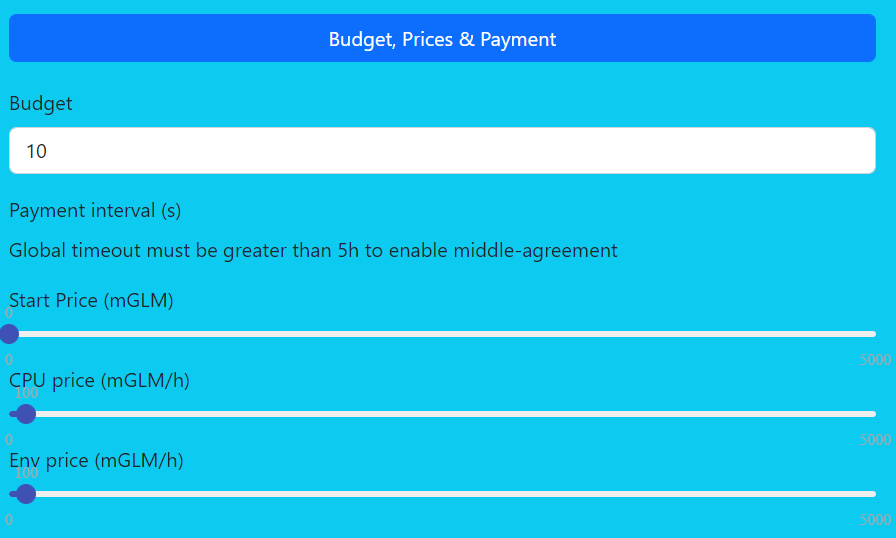 Budget, Prices & Payment
Budget
10
Payment interval (s)
Global timeout must be greater than 5h to enable middle-agreement
Start Price (mGLM)
0
0 5000
CPU price (mGLM/h)
100
0 5000
Env price (mGLM/h)
100
0 5000